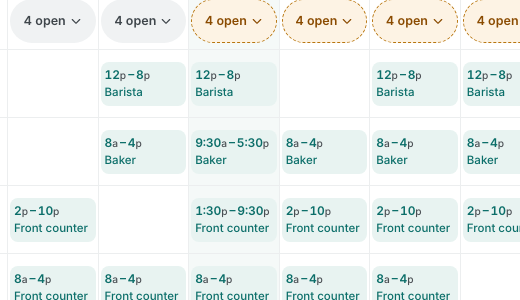 4 open 4 open 4 open 4 open 4 open 4 open
12p–8p 12p–8p 12p–8p 12p–8p
Barista Barista Barista Barista
8a–4p 9:30a–5:30p 8a–4p 8a–4p 8a–4p
Baker Baker Baker Baker Baker
2p–10p 1:30p–9:30p 2p–10p 2p–10p 2p–10p
Front counter Front counter Front counter Front counter Front cou
8a–4p 8a–4p 8a–4p 8a–4p 8a–4p
Front counter Front counter Front counter Front counter Front counter